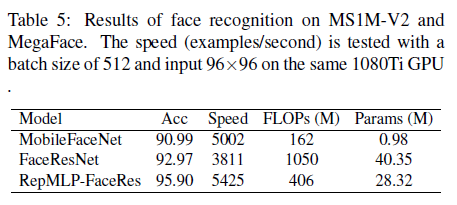 Table 5: Results of face recognition on MS1M-V2 and
MegaFace. The speed (examples/second) is tested with a
batch size of 512 and input 96×96 on the same 1080Ti GPU
.
Model Acc Speed FLOPs (M) Params (M)
MobileFaceNet 90.99 5002 162 0.98
FaceResNet 92.97 3811 1050 40.35
RepMLP-FaceRes 95.90 5425 406 28.32